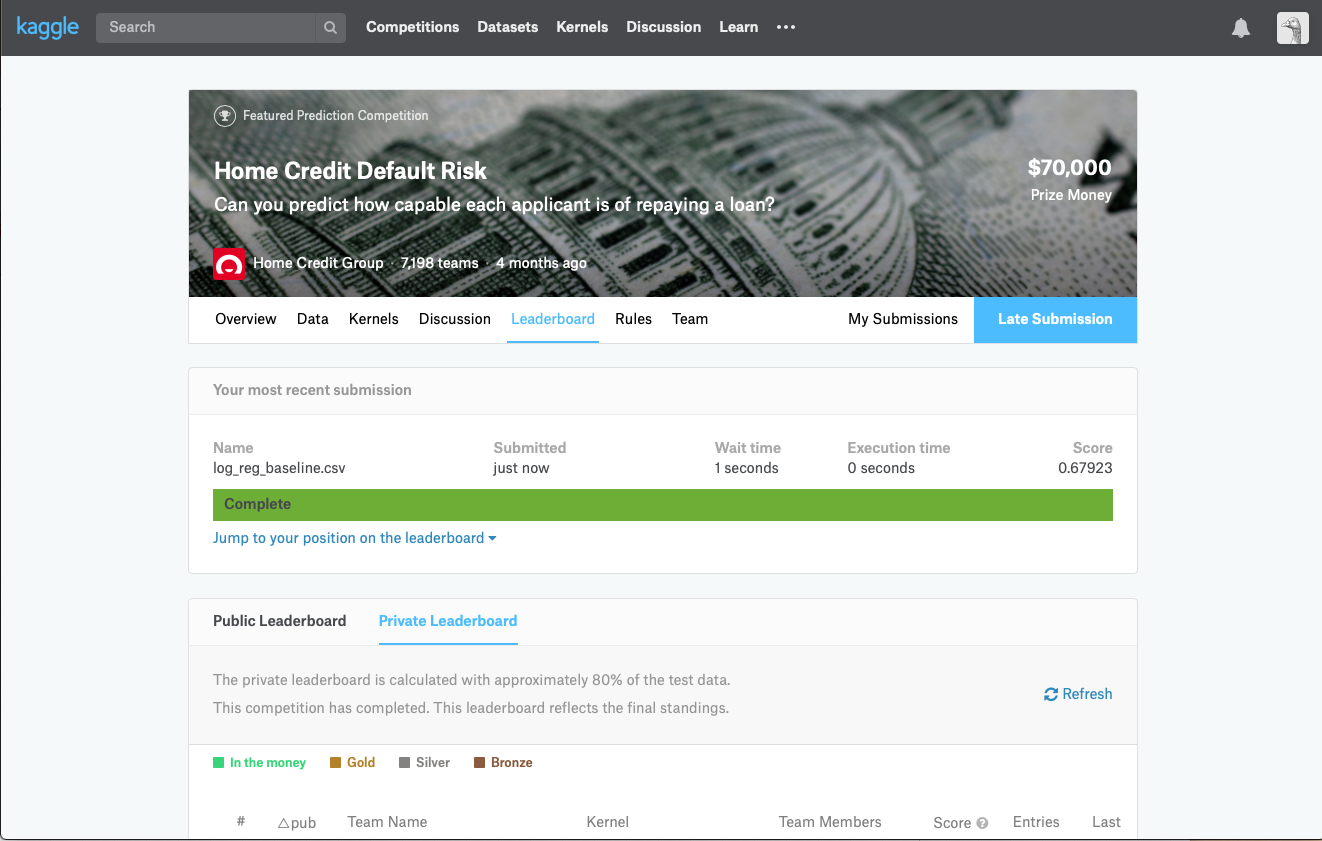 kaggle Search Competitions Datasets Kernels Discussion Learn •••
Featured Prediction Competition
Home Credit Default Risk
$70,000
Can you predict how capable each applicant is of repaying a loan?
Prize Money
Home Credit Group · 7,198 teams · 4 months ago
Overview Data Kernels Discussion Leaderboard Rules Team My Submissions Late Submission
Your most recent submission
Name Submitted Wait time Execution time Score
log_reg_baseline.csv just now 1 seconds 0 seconds 0.67923
Complete
Jump to your position on the leaderboard
Public Leaderboard Private Leaderboard
The private leaderboard is calculated with approximately 80% of the test data.
Refresh
This competition has completed. This leaderboard reflects the final standings.
In the money Gold Silver Bronze
# △pub Team Name Kernel Team Members Score Entries Last